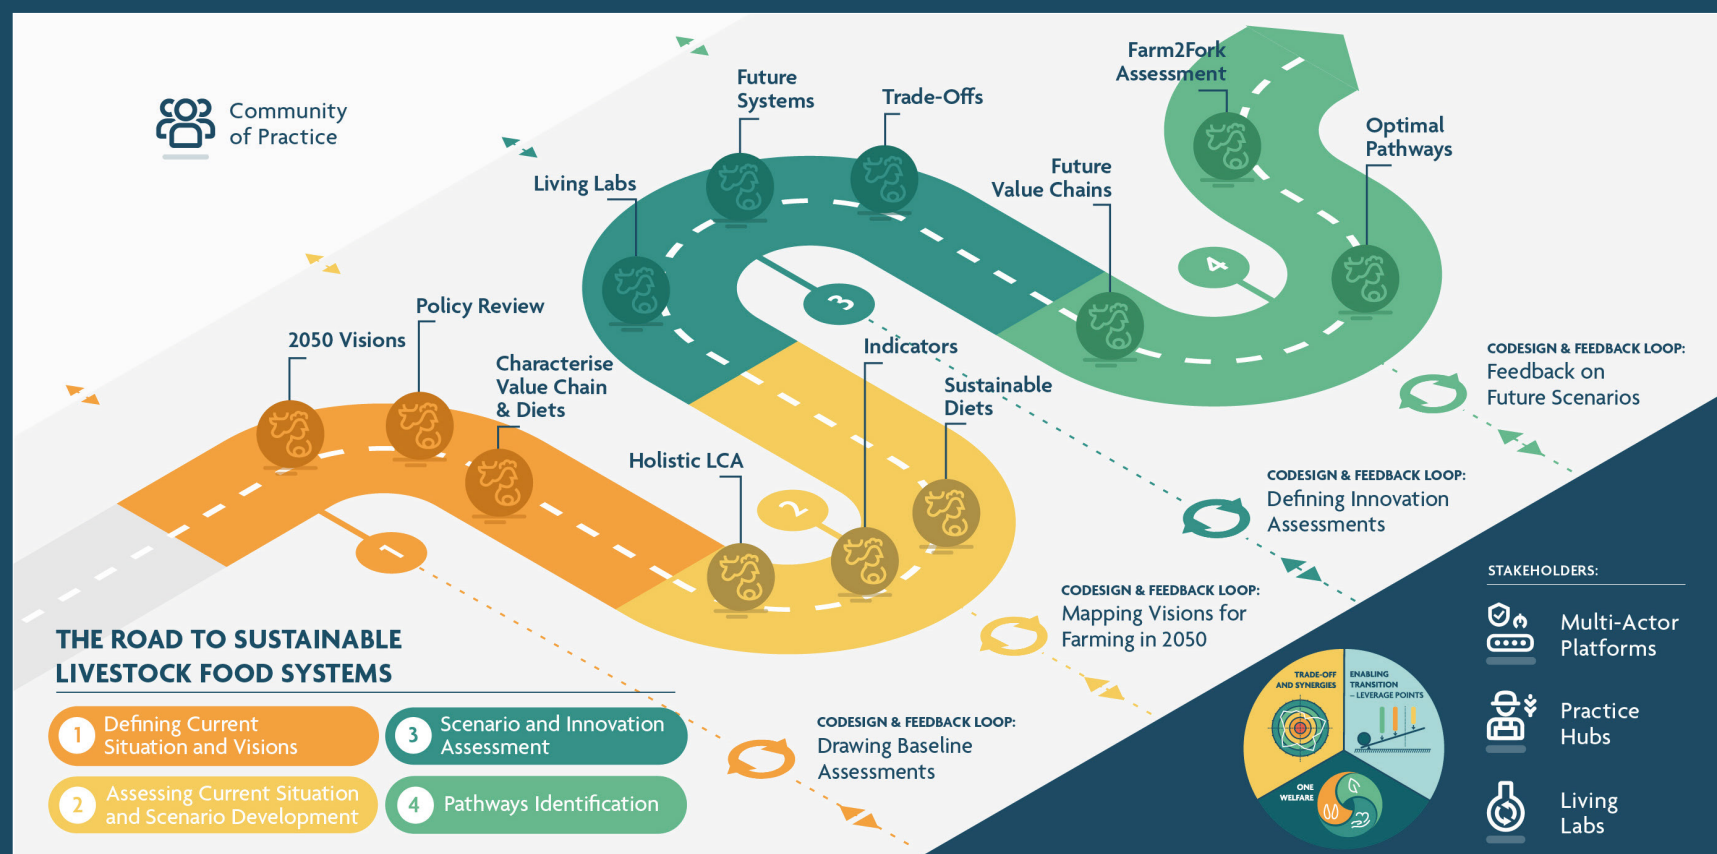 Community
of Practice
2050 Visions
Policy Review
Characterise
Value Chain
& Diets
Living Labs
Future
Systems
Trade-Offs
Future
Value Chains
Farm2Fork
Assessment
Optimal
Pathways
Holistic LCA
Indicators
Sustainable
Diets
1
2
3
4
CODESIGN & FEEDBACK LOOP:
Feedback on
Future Scenarios
CODESIGN & FEEDBACK LOOP:
Defining Innovation
Assessments
CODESIGN & FEEDBACK LOOP:
Mapping Visions for
Farming in 2050
CODESIGN & FEEDBACK LOOP:
Drawing Baseline
Assessments
THE ROAD TO SUSTAINABLE
LIVESTOCK FOOD SYSTEMS
1
Defining Current
Situation and Visions
2
Assessing Current Situation
and Scenario Development
3
Scenario and Innovation
Assessment
4
Pathways Identification
TRADE-OFF
AND SYNERGIES
ENABLING
TRANSITION
– LEVERAGE POINTS
ONE
WELFARE
STAKEHOLDERS:
Multi-Actor
Platforms
Practice
Hubs
Living
Labs